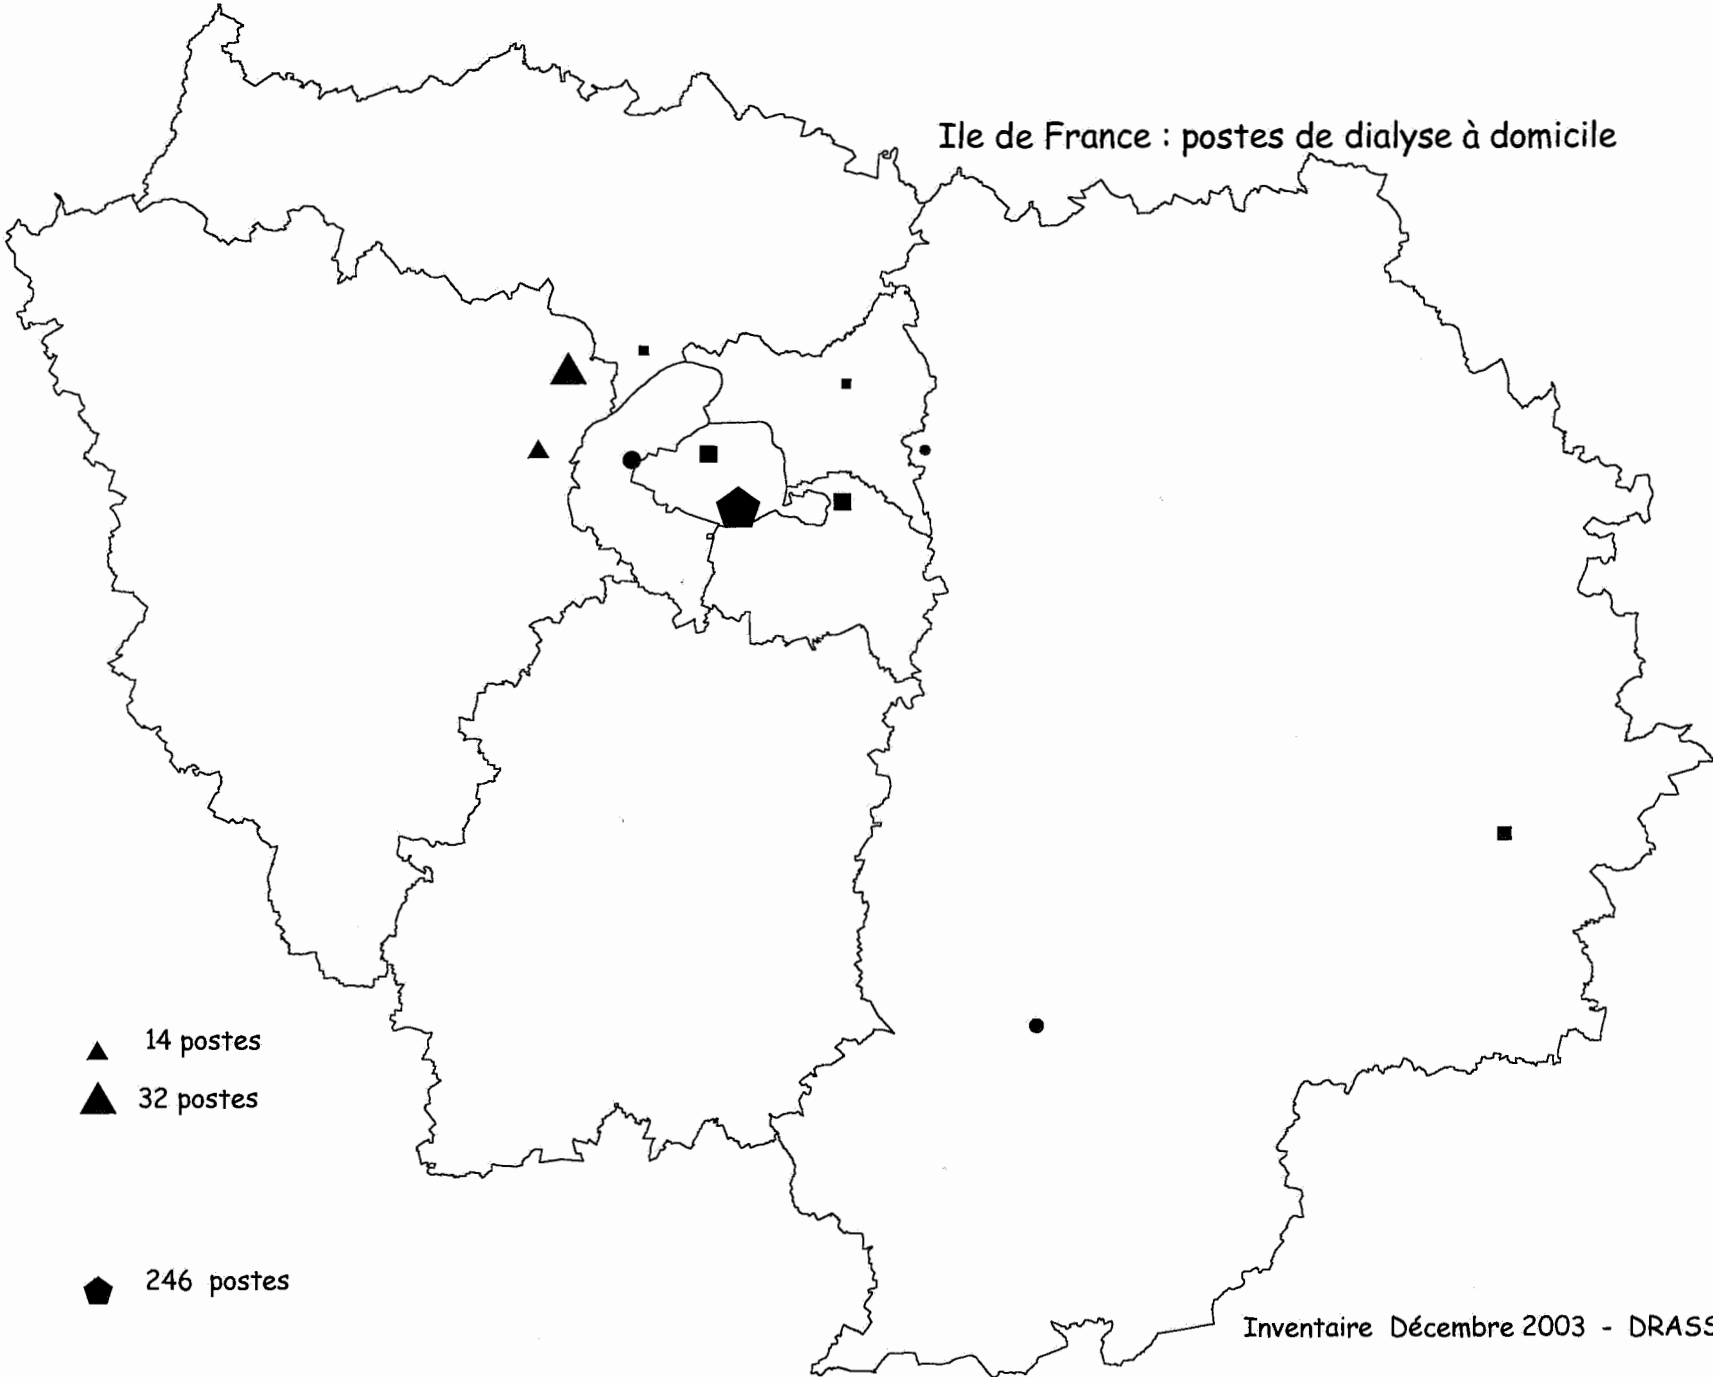 Ile de France : postes de dialyse à domicile
14 postes
32 postes
246 postes
Inventaire Décembre 2003 - DRASS